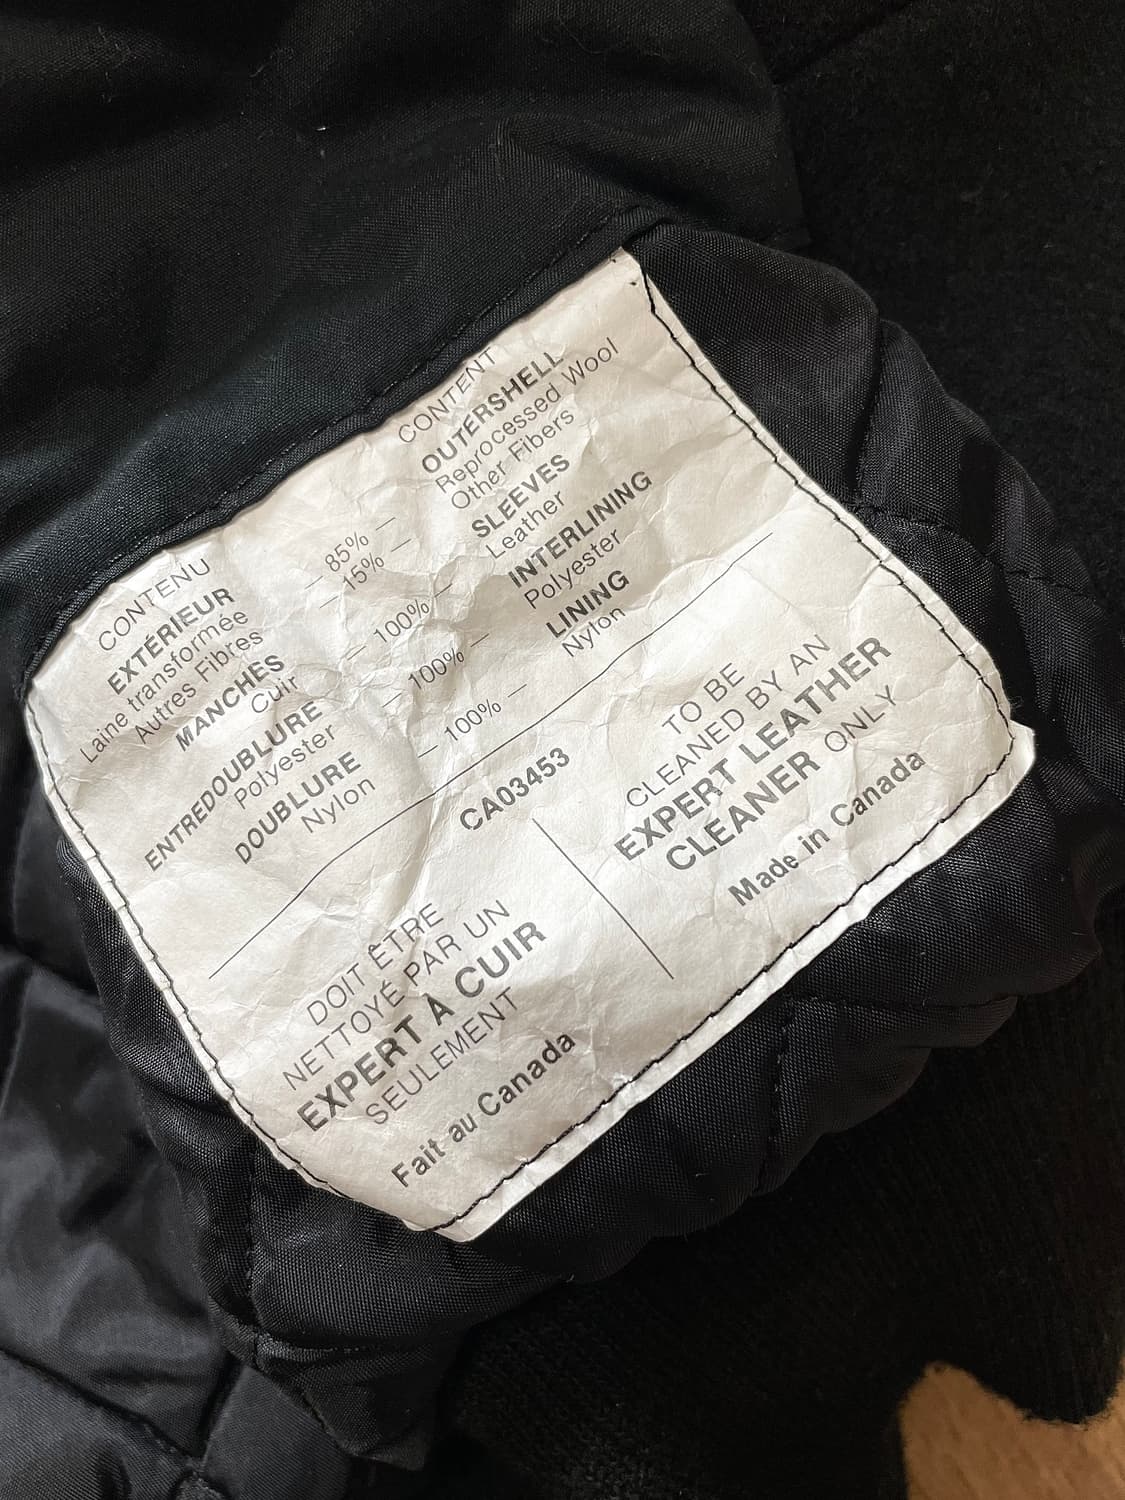 CONTENU
EXTÉRIEUR
Laine transformée
Autres Fibres
MANCHES
Cuir
ENTREDOUBLURE
Polyester
DOUBLURE
Nylon
— 85% —
— 15% —
— 100% —
— 100% —
— 100% —
CONTENT
OUTERSHELL
Reprocessed Wool
Other Fibers
SLEEVES
Leather
INTERLINING
Polyester
LINING
Nylon
CA03453
DOIT ÊTRE
NETTOYÉ PAR UN
EXPERT À CUIR
SEULEMENT
Fait au Canada
TO BE
CLEANED BY AN
EXPERT LEATHER
CLEANER ONLY
Made in Canada